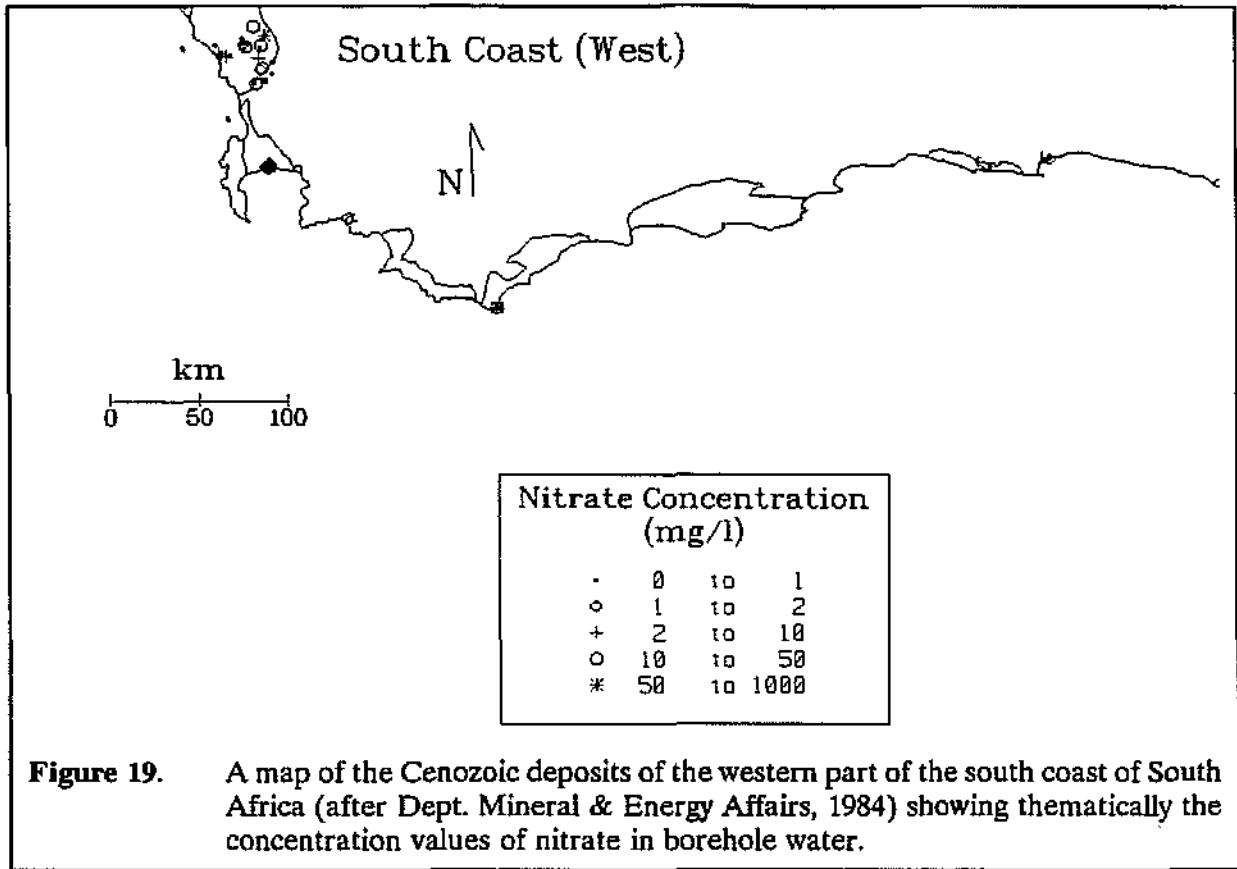 South Coast (West)
N
km
0 50 100
Nitrate Concentration
(mg/l)
· 0 to 1
◇ 1 to 2
+ 2 to 10
○ 10 to 50
* 50 to 1000
Figure 19. A map of the Cenozoic deposits of the western part of the south coast of South
Africa (after Dept. Mineral & Energy Affairs, 1984) showing thematically the
concentration values of nitrate in borehole water.